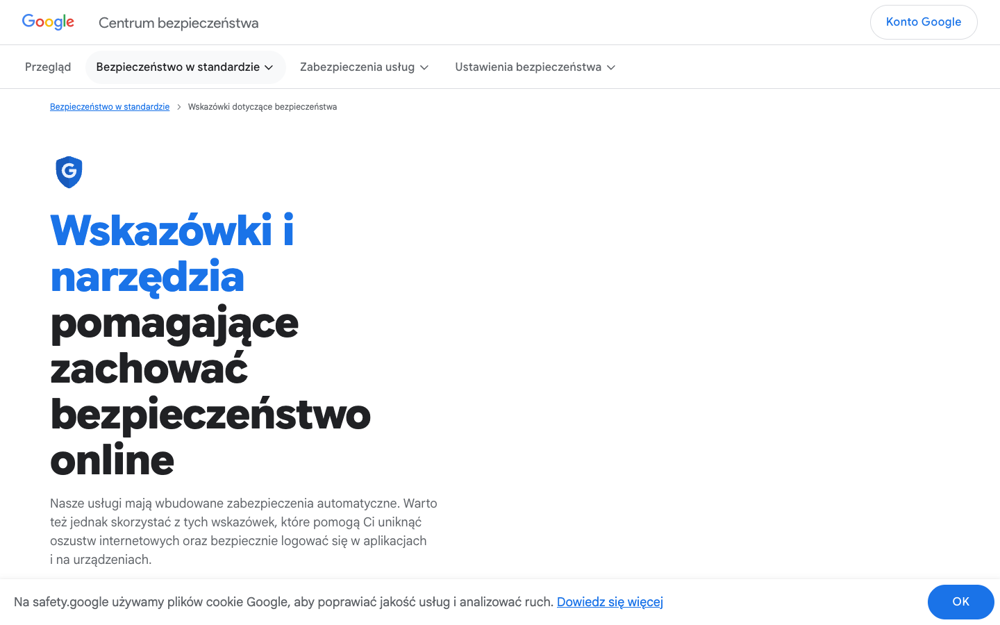 Google Centrum bezpieczeństwa Konto Google
Przegląd Bezpieczeństwo w standardzie Zabezpieczenia usług Ustawienia bezpieczeństwa
Bezpieczeństwo w standardzie Wskazówki dotyczące bezpieczeństwa
G
Wskazówki i
narzędzia
pomagające
zachować
bezpieczeństwo
online
Nasze usługi mają wbudowane zabezpieczenia automatyczne. Warto
też jednak skorzystać z tych wskazówek, które pomogą Ci uniknąć
oszustw internetowych oraz bezpiecznie logować się w aplikacjach
i na urządzeniach.
Na safety.google używamy plików cookie Google, aby poprawiać jakość usług i analizować ruch. Dowiedz się więcej OK